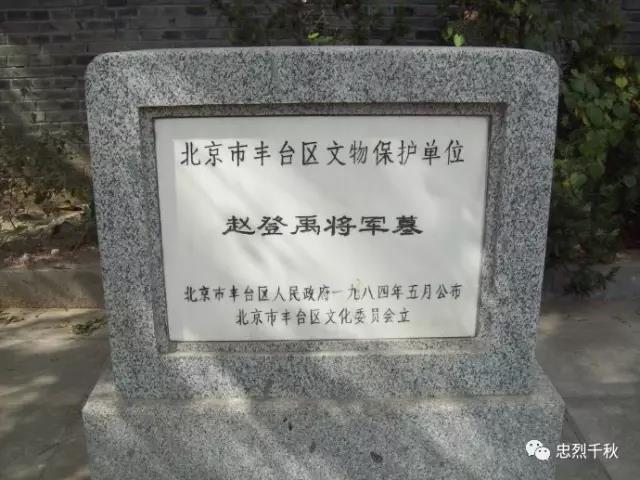 北京市丰台区文物保护单位
赵登禹将军墓
北京市丰台区人民政府一九八四年五月公布
北京市丰台区文化委员会立
忠烈千秋